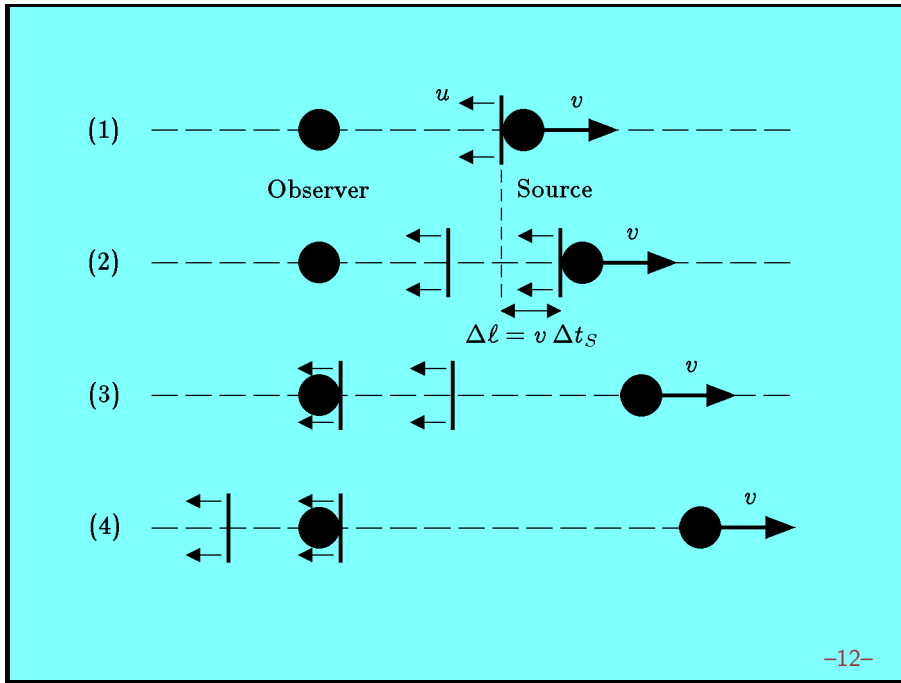 (1) u v
Observer Source
(2) v
Δℓ = v Δt_S
(3) v
(4) v
–12–